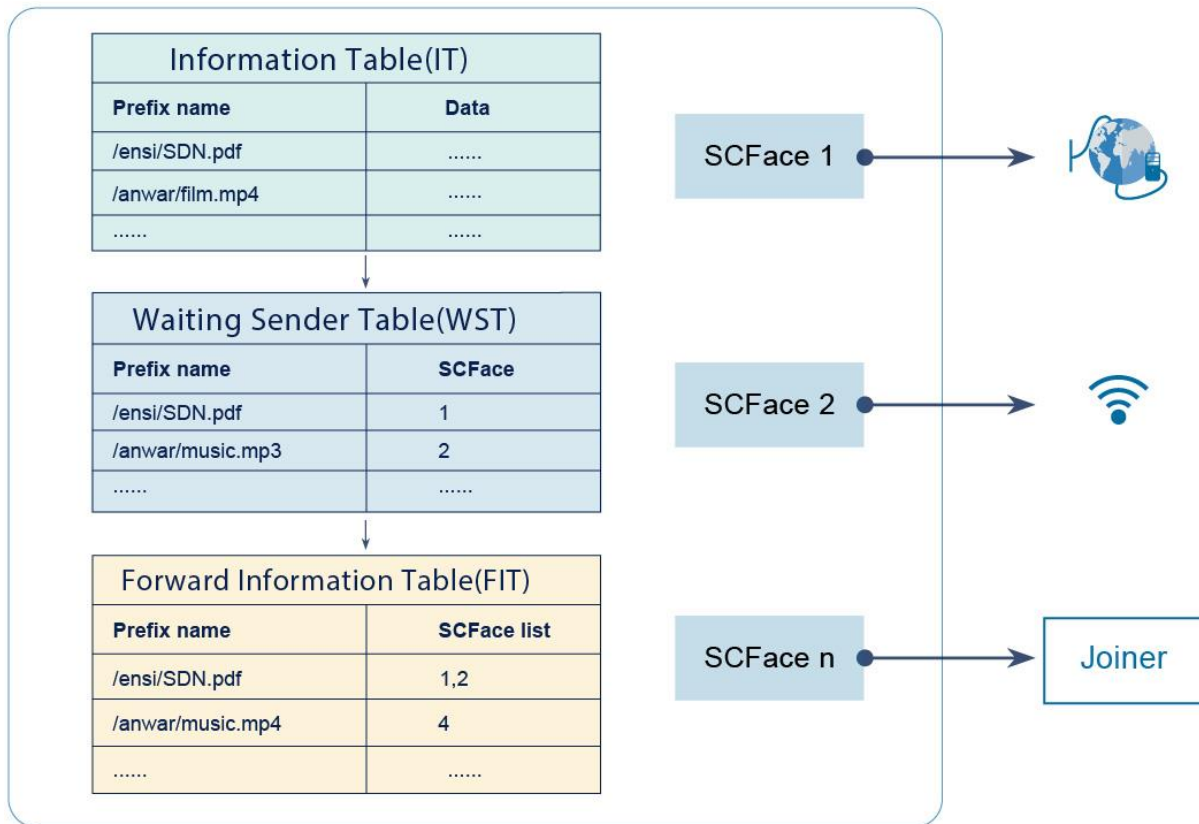 Information Table(IT)
Prefix name Data
/ensi/SDN.pdf ......
/anwar/film.mp4 ......
...... ......
Waiting Sender Table(WST)
Prefix name SCFace
/ensi/SDN.pdf 1
/anwar/music.mp3 2
...... ......
Forward Information Table(FIT)
Prefix name SCFace list
/ensi/SDN.pdf 1,2
/anwar/music.mp4 4
...... ......
SCFace 1
SCFace 2
SCFace n
Joiner